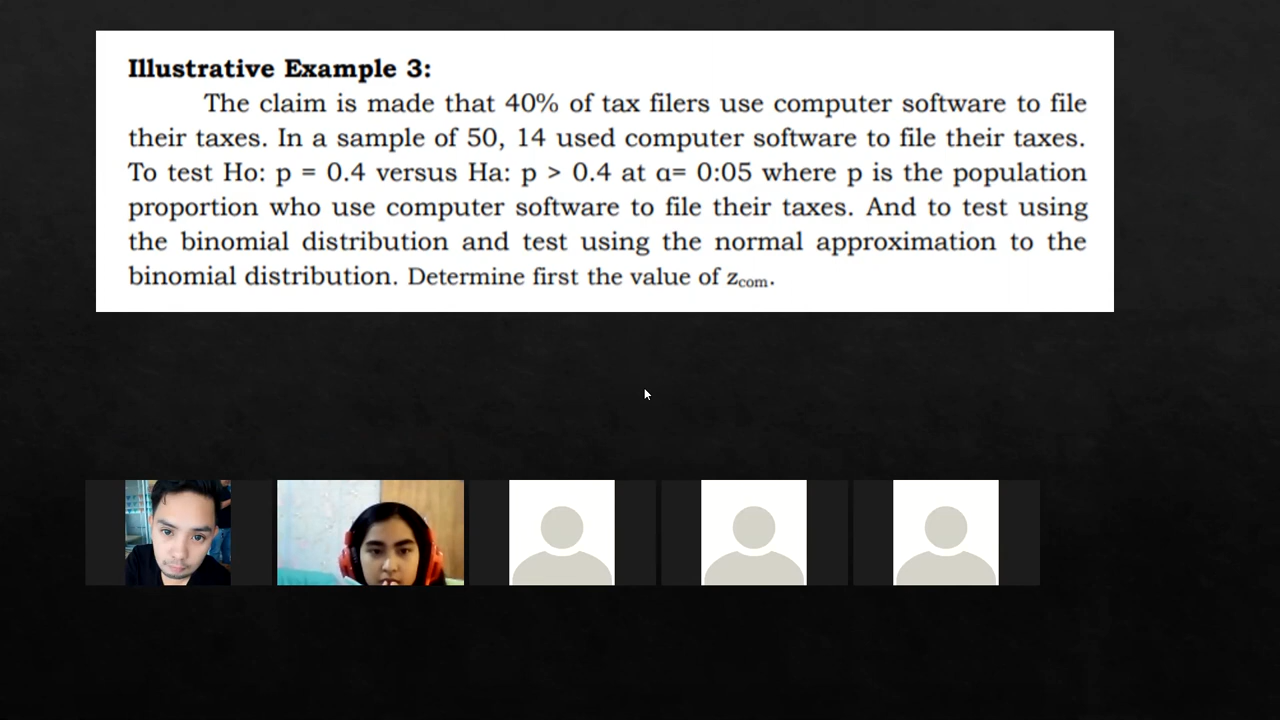 Illustrative Example 3:
The claim is made that 40% of tax filers use computer software to file
their taxes. In a sample of 50, 14 used computer software to file their taxes.
To test Ho: p = 0.4 versus Ha: p > 0.4 at ɑ= 0:05 where p is the population
proportion who use computer software to file their taxes. And to test using
the binomial distribution and test using the normal approximation to the
binomial distribution. Determine first the value of zcom.